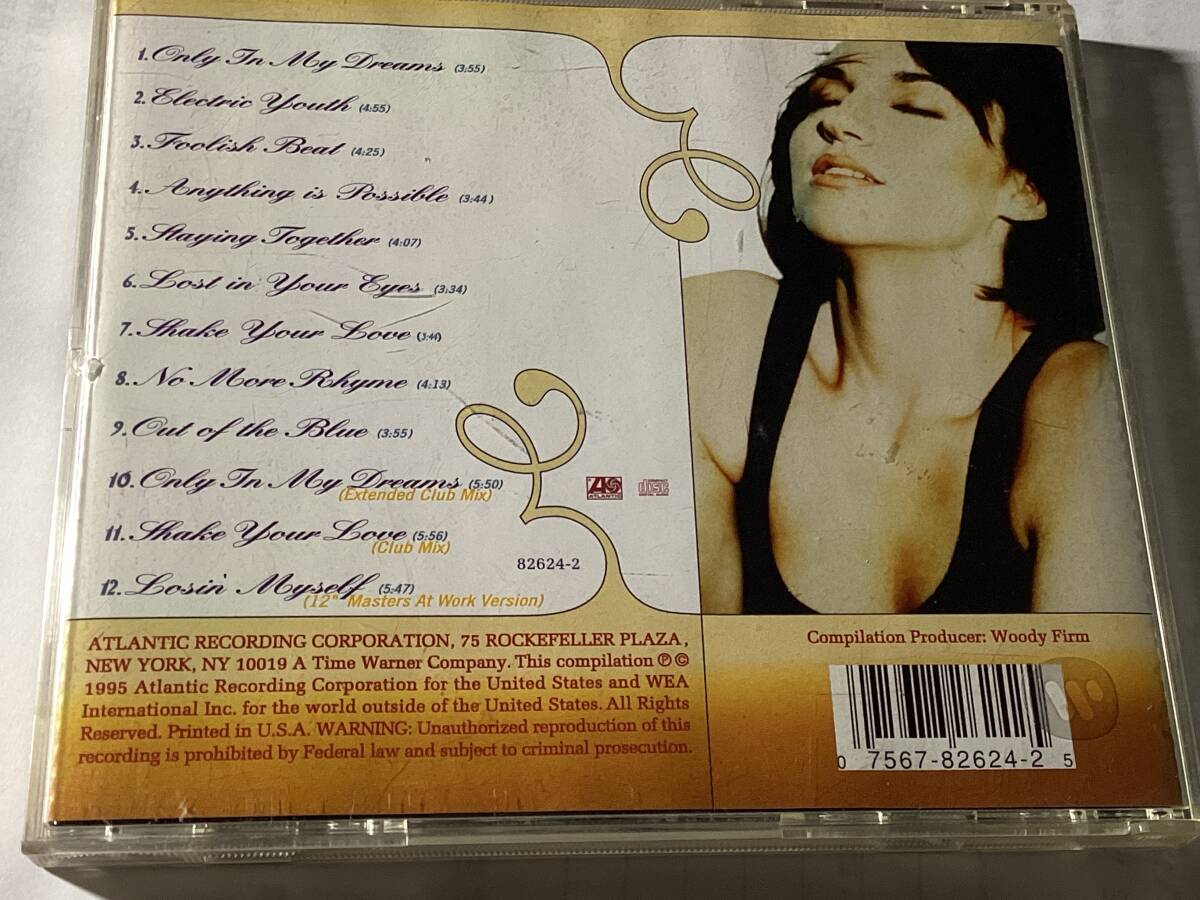 1. Only In My Dreams (3:55)
2. Electric Youth (4:55)
3. Foolish Beat (4:25)
4. Anything is Possible (3:44)
5. Staying Together (4:07)
6. Lost in Your Eyes (3:34)
7. Shake Your Love (3:44)
8. No More Rhyme (4:13)
9. Out of the Blue (3:55)
10. Only In My Dreams (5:50)
(Extended Club Mix)
11. Shake Your Love (5:56)
(Club Mix)
12. Losin' Myself (5:47)
(12" Masters At Work Version)
ATLANTIC
disc
82624-2
ATLANTIC RECORDING CORPORATION, 75 ROCKEFELLER PLAZA,
NEW YORK, NY 10019 A Time Warner Company. This compilation ℗ ©
1995 Atlantic Recording Corporation for the United States and WEA
International Inc. for the world outside of the United States. All Rights
Reserved. Printed in U.S.A. WARNING: Unauthorized reproduction of this
recording is prohibited by Federal law and subject to criminal prosecution.
Compilation Producer: Woody Firm
0 7567-82624-2 5